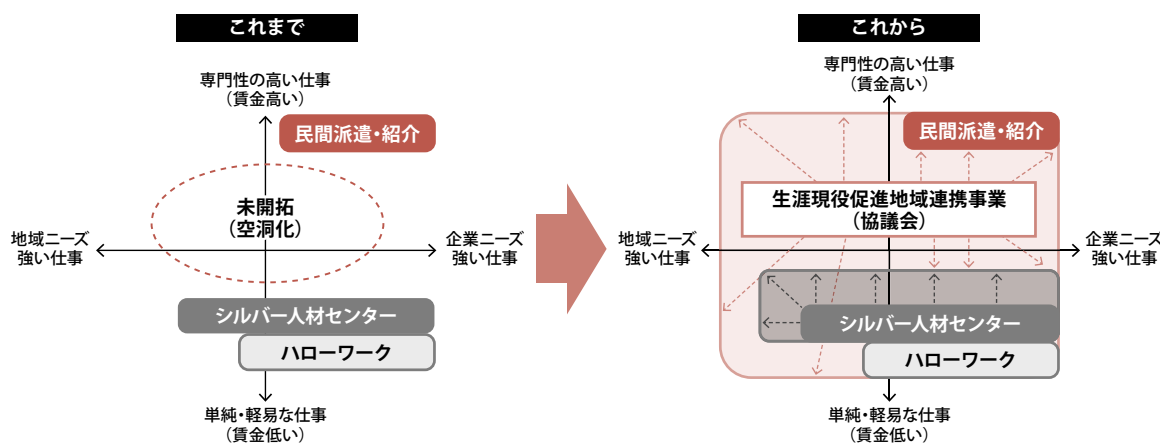 これまで
専門性の高い仕事
（賃金高い）
民間派遣・紹介
未開拓
（空洞化）
地域ニーズ
強い仕事
企業ニーズ
強い仕事
シルバー人材センター
ハローワーク
単純・軽易な仕事
（賃金低い）
これから
専門性の高い仕事
（賃金高い）
民間派遣・紹介
生涯現役促進地域連携事業
（協議会）
地域ニーズ
強い仕事
企業ニーズ
強い仕事
シルバー人材センター
ハローワーク
単純・軽易な仕事
（賃金低い）